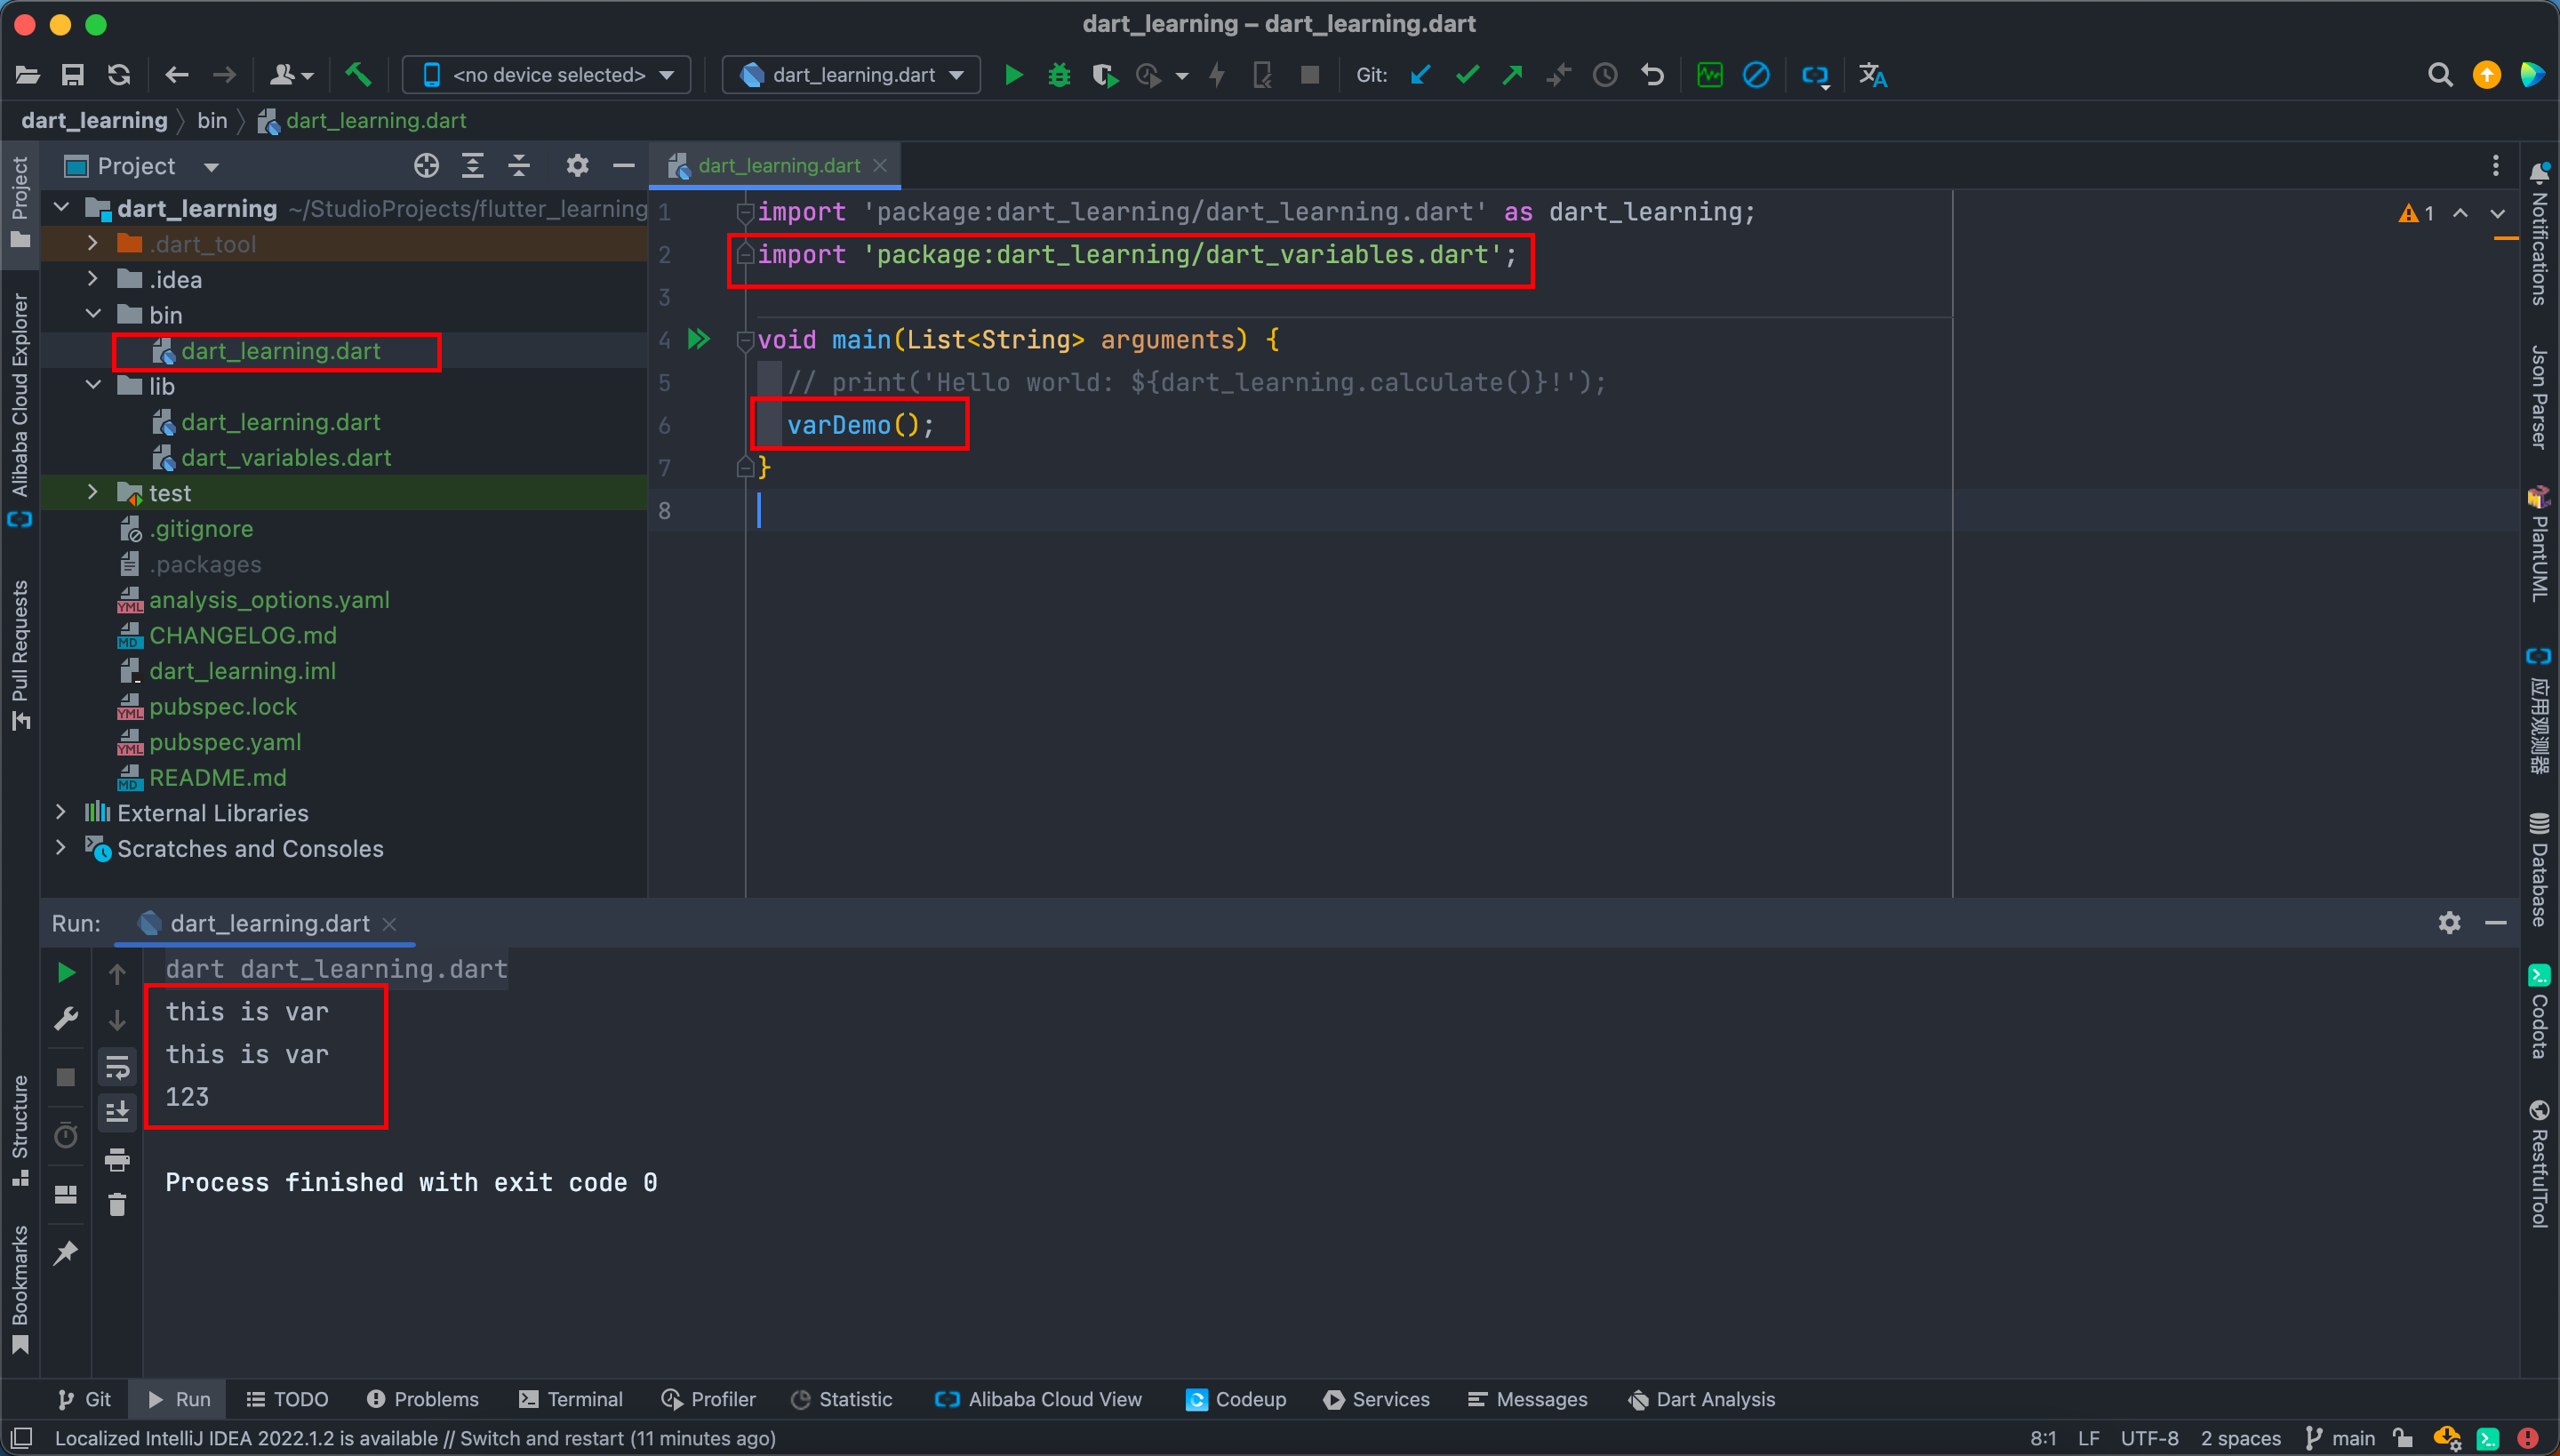 dart_learning – dart_learning.dart
<no device selected>
dart_learning.dart
Git:
dart_learning
bin
dart_learning.dart
Project
dart_learning.dart
dart_learning ~/StudioProjects/flutter_learning
.dart_tool
.idea
bin
dart_learning.dart
lib
dart_learning.dart
dart_variables.dart
test
.gitignore
.packages
YML analysis_options.yaml
MD CHANGELOG.md
dart_learning.iml
YML pubspec.lock
YML pubspec.yaml
MD README.md
External Libraries
Scratches and Consoles
1 import 'package:dart_learning/dart_learning.dart' as dart_learning;
2 import 'package:dart_learning/dart_variables.dart';
3
4 void main(List<String> arguments) {
5 // print('Hello world: ${dart_learning.calculate()}!');
6 varDemo();
7 }
8
1
Project
Alibaba Cloud Explorer
Pull Requests
Structure
Bookmarks
Notifications
Json Parser
PlantUML
应用观测器
Database
Codota
RestfulTool
Run:
dart_learning.dart
dart dart_learning.dart
this is var
this is var
123
Process finished with exit code 0
Git
Run
TODO
Problems
Terminal
Profiler
Statistic
Alibaba Cloud View
Codeup
Services
Messages
Dart Analysis
Localized IntelliJ IDEA 2022.1.2 is available // Switch and restart (11 minutes ago)
8:1 LF UTF-8 2 spaces main